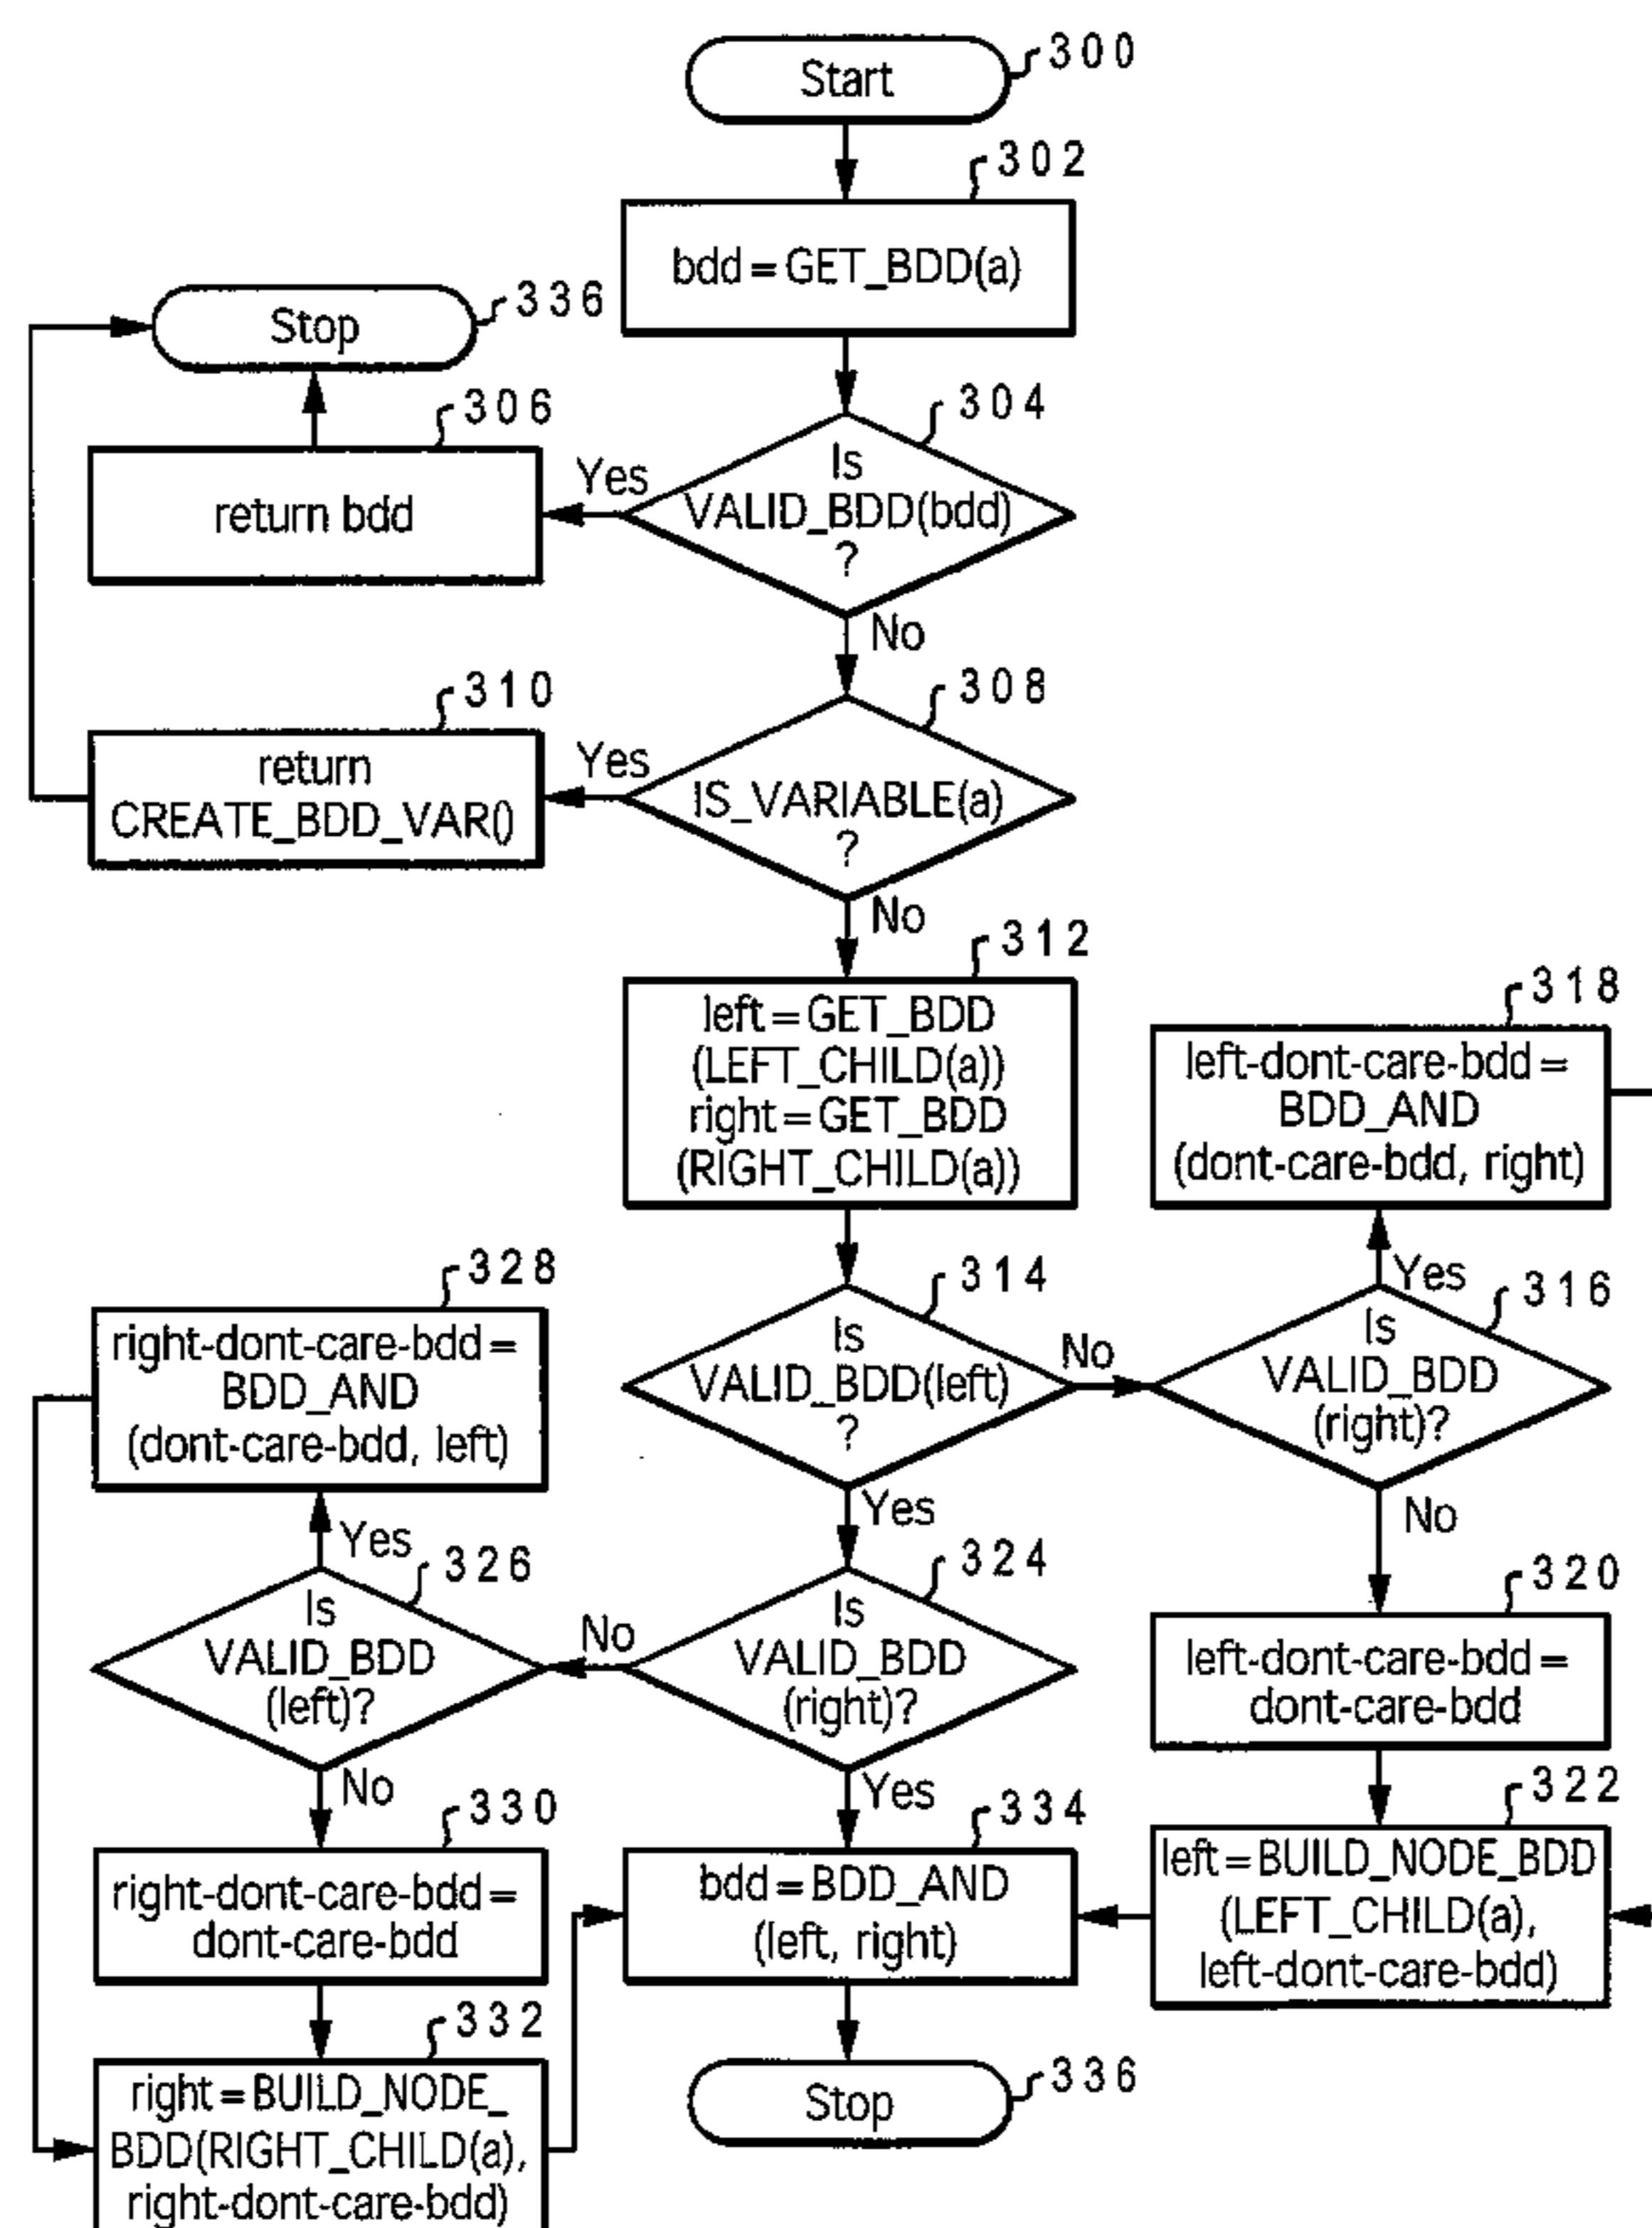 Start
300
302
bdd = GET_BDD(a)
Stop
336
304
Is
VALID_BDD(bdd)
?
Yes
No
306
return bdd
308
IS_VARIABLE(a)
?
Yes
No
310
return
CREATE_BDD_VAR()
312
left = GET_BDD
(LEFT_CHILD(a))
right = GET_BDD
(RIGHT_CHILD(a))
318
left-dont-care-bdd =
BDD_AND
(dont-care-bdd, right)
314
Is
VALID_BDD(left)
?
No
Yes
316
Is
VALID_BDD
(right)?
Yes
No
328
right-dont-care-bdd =
BDD_AND
(dont-care-bdd, left)
326
Is
VALID_BDD
(left)?
Yes
No
324
Is
VALID_BDD
(right)?
No
Yes
320
left-dont-care-bdd =
dont-care-bdd
330
right-dont-care-bdd =
dont-care-bdd
334
bdd = BDD_AND
(left, right)
322
left = BUILD_NODE_BDD
(LEFT_CHILD(a),
left-dont-care-bdd)
332
right = BUILD_NODE_
BDD(RIGHT_CHILD(a),
right-dont-care-bdd)
Stop
336